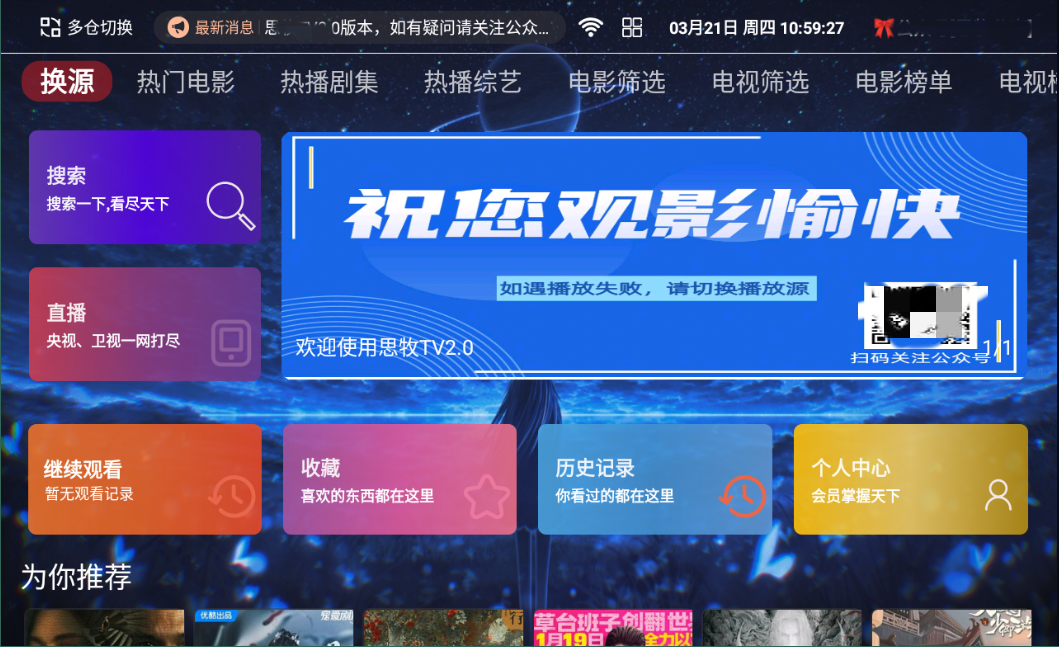 多仓切换
最新消息
0版本，如有疑问请关注公众...
03月21日 周四 10:59:27
换源
热门电影
热播剧集
热播综艺
电影筛选
电视筛选
电影榜单
电视
搜索
搜索一下,看尽天下
祝您观影愉快
如遇播放失败，请切换播放源
欢迎使用思牧TV2.0
扫码关注公众号
1/1
直播
央视、卫视一网打尽
继续观看
暂无观看记录
收藏
喜欢的东西都在这里
历史记录
你看过的都在这里
个人中心
会员掌握天下
为你推荐
优酷出品
草台班子创翻世
1月19日
全力以